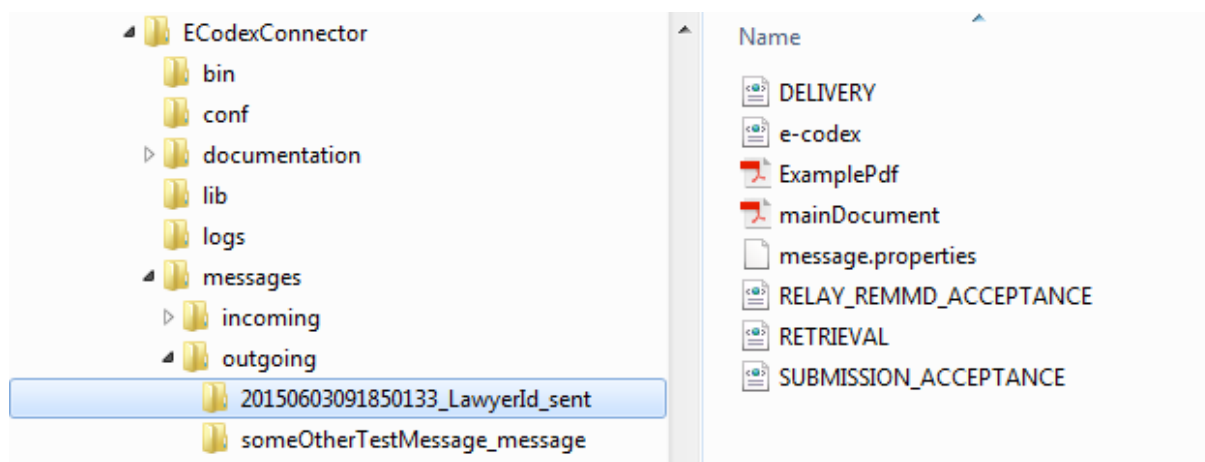 ECodexConnector
bin
conf
documentation
lib
logs
messages
incoming
outgoing
20150603091850133_LawyerId_sent
someOtherTestMessage_message
Name
DELIVERY
e-codex
ExamplePdf
mainDocument
message.properties
RELAY_REMMD_ACCEPTANCE
RETRIEVAL
SUBMISSION_ACCEPTANCE